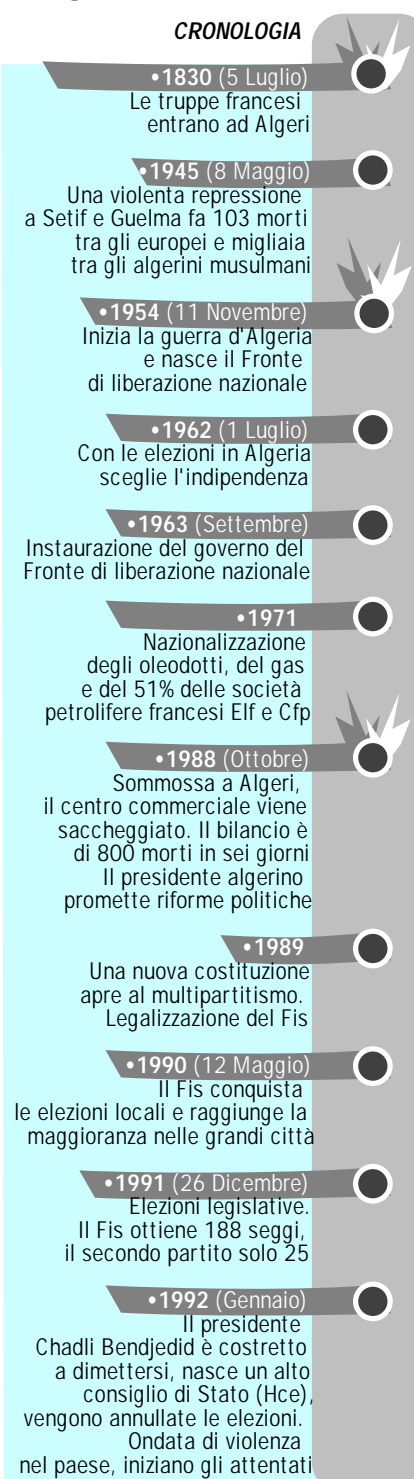 CRONOLOGIA
•1830 (5 Luglio)
Le truppe francesi
entrano ad Algeri
•1945 (8 Maggio)
Una violenta repressione
a Setif e Guelma fa 103 morti
tra gli europei e migliaia
tra gli algerini musulmani
•1954 (11 Novembre)
Inizia la guerra d'Algeria
e nasce il Fronte
di liberazione nazionale
•1962 (1 Luglio)
Con le elezioni in Algeria
sceglie l'indipendenza
•1963 (Settembre)
Instaurazione del governo del
Fronte di liberazione nazionale
•1971
Nazionalizzazione
degli oleodotti, del gas
e del 51% delle società
petrolifere francesi Elf e Cfp
•1988 (Ottobre)
Sommossa a Algeri,
il centro commerciale viene
saccheggiato. Il bilancio è
di 800 morti in sei giorni
Il presidente algerino
promette riforme politiche
•1989
Una nuova costituzione
apre al multipartitismo.
Legalizzazione del Fis
•1990 (12 Maggio)
Il Fis conquista
le elezioni locali e raggiunge la
maggioranza nelle grandi città
•1991 (26 Dicembre)
Elezioni legislative.
Il Fis ottiene 188 seggi,
il secondo partito solo 25
•1992 (Gennaio)
Il presidente
Chadli Bendjedid è costretto
a dimettersi, nasce un alto
consiglio di Stato (Hce),
vengono annullate le elezioni.
Ondata di violenza
nel paese, iniziano gli attentati